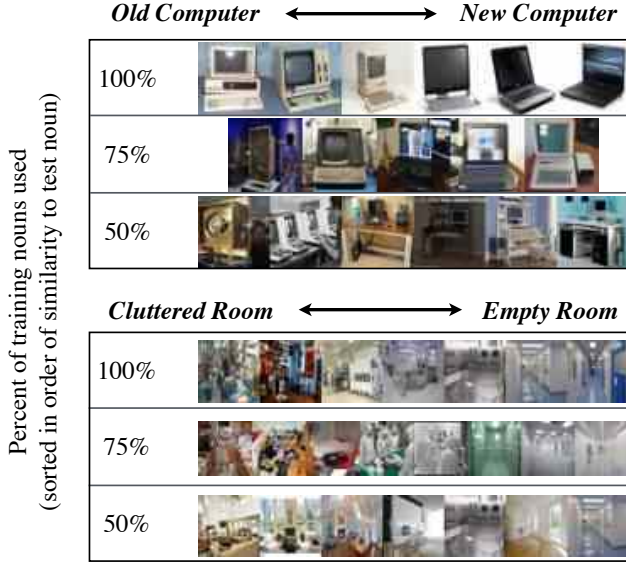 Old Computer New Computer
100%
75%
50%
Cluttered Room Empty Room
100%
75%
50%
Percent of training nouns used
(sorted in order of similarity to test noun)